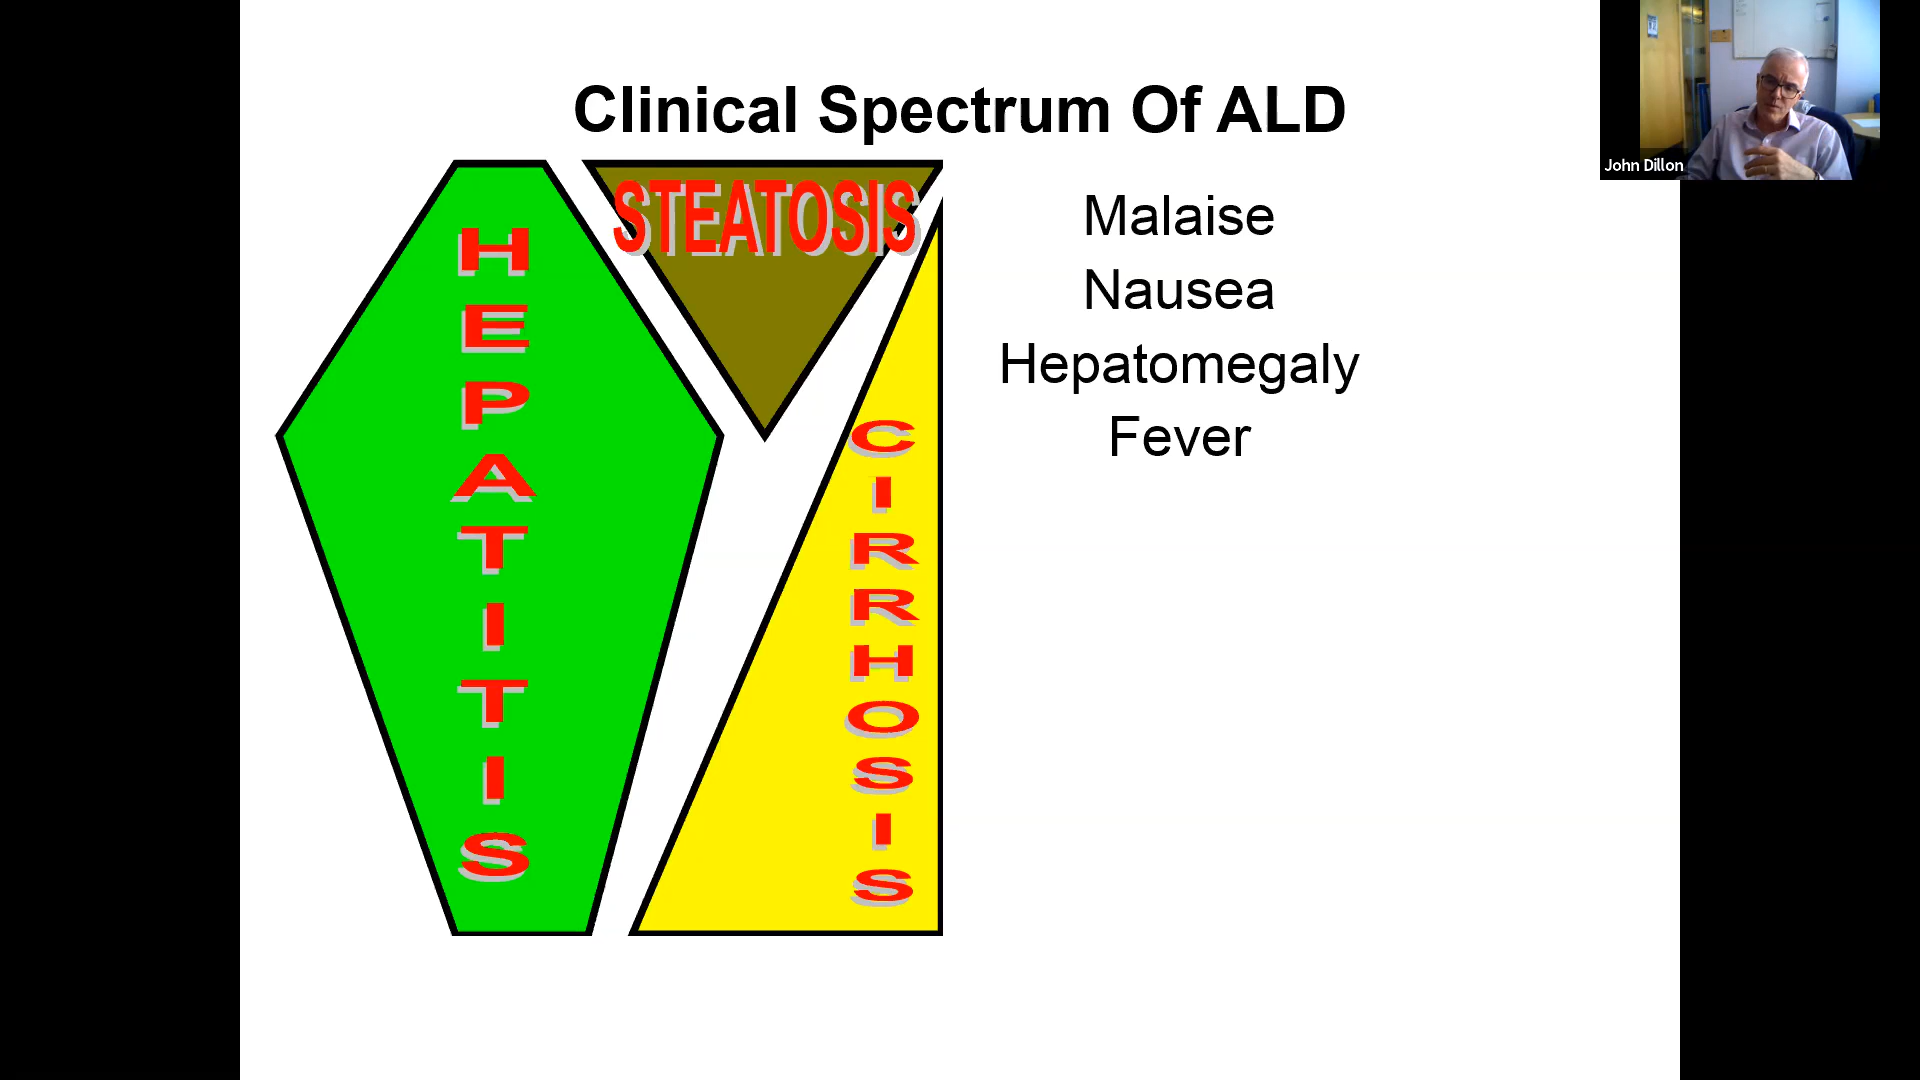 Clinical Spectrum Of ALD
HEPATITIS
STEATOSIS
CIRRHOSIS
Malaise
Nausea
Hepatomegaly
Fever
John Dillon